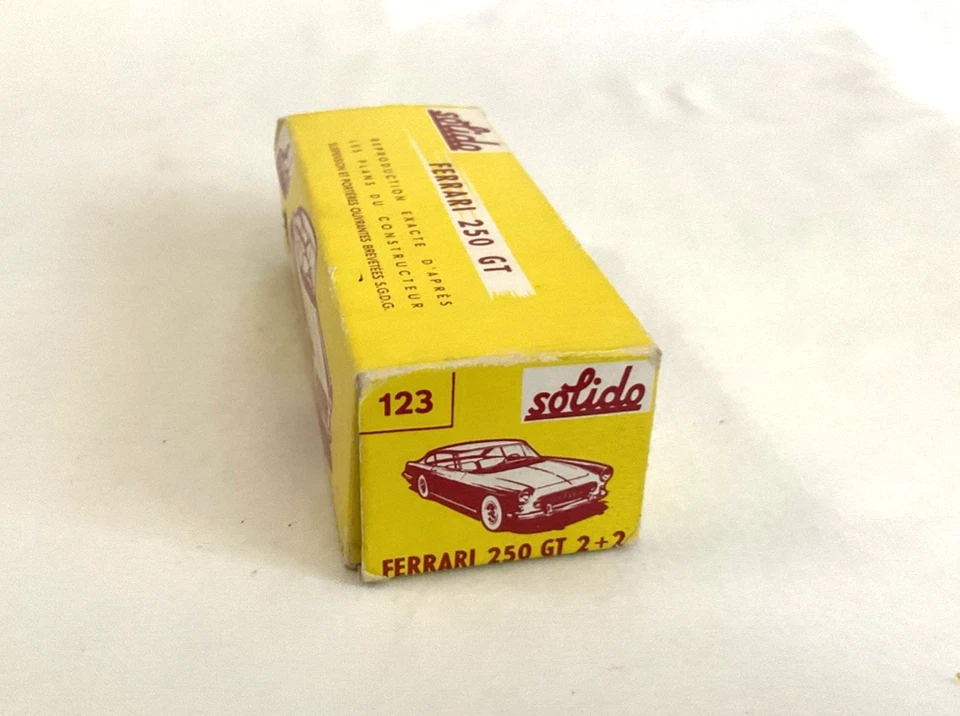 solido
FERRARI 250 GT
REPRODUCTION EXACTE D'APRÈS
LES PLANS DU CONSTRUCTEUR
SUSPENSION ET PORTIÈRES OUVRANTES BREVETÉES S.G.D.G.
123
solido
FERRARI 250 GT 2+2